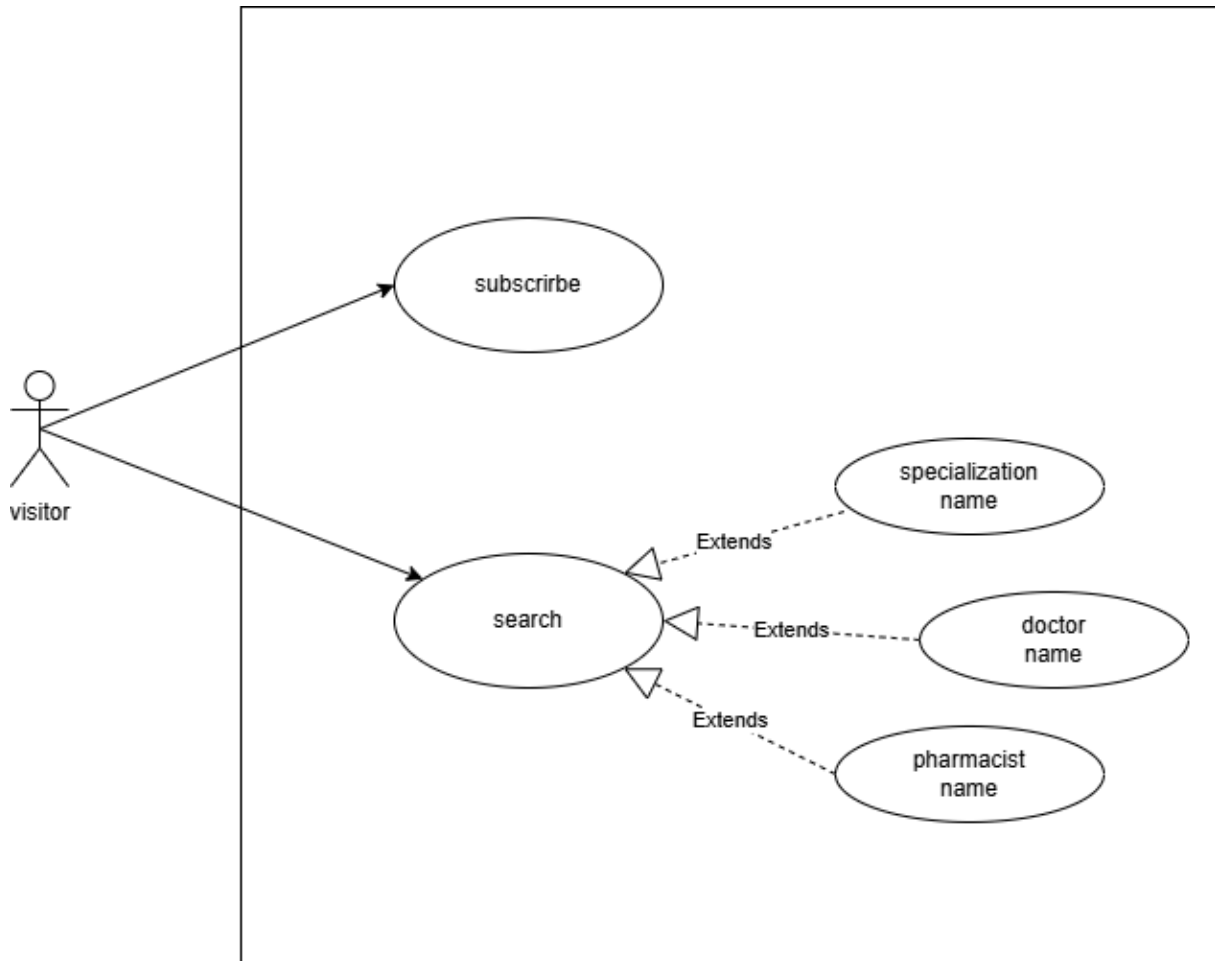 subscrirbe
visitor
specialization
name
Extends
search
Extends
doctor
name
Extends
pharmacist
name